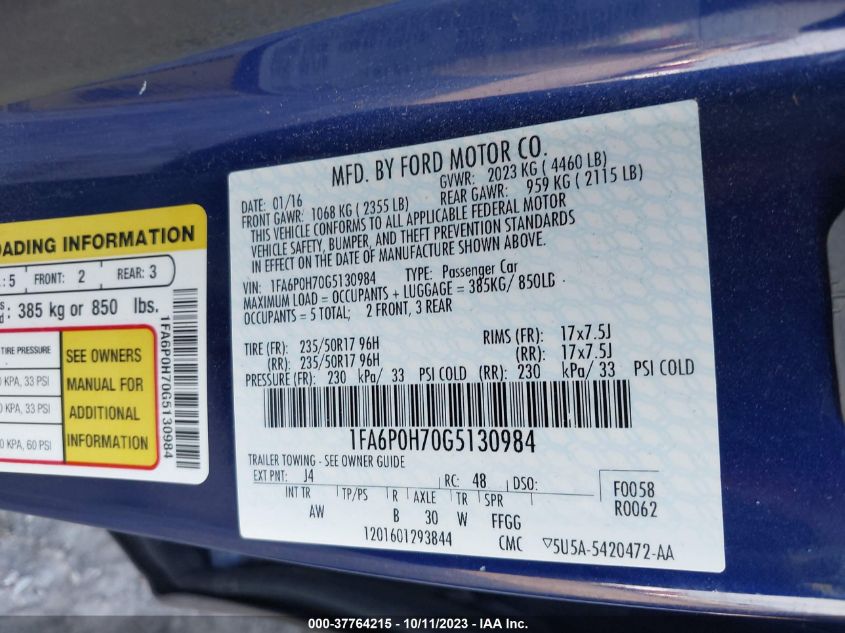 MFD. BY FORD MOTOR CO.
DATE: 01/16 GVWR: 2023 KG ( 4460 LB)
FRONT GAWR: 1068 KG ( 2355 LB) REAR GAWR: 959 KG ( 2115 LB)
THIS VEHICLE CONFORMS TO ALL APPLICABLE FEDERAL MOTOR
VEHICLE SAFETY, BUMPER, AND THEFT PREVENTION STANDARDS
IN EFFECT ON THE DATE OF MANUFACTURE SHOWN ABOVE.
VIN: 1FA6P0H70G5130984 TYPE: Passenger Car
MAXIMUM LOAD = OCCUPANTS + LUGGAGE = 385KG/ 850LB
OCCUPANTS = 5 TOTAL; 2 FRONT, 3 REAR
TIRE (FR): 235/50R17 96H RIMS (FR): 17x7.5J
(RR): 235/50R17 96H (RR): 17x7.5J
PRESSURE (FR): 230 kPa/ 33 PSI COLD (RR): 230 kPa/ 33 PSI COLD
1FA6P0H70G5130984
TRAILER TOWING - SEE OWNER GUIDE
EXT PNT: J4 RC: 48 DSO:
INT TR TP/PS R AXLE TR SPR
AW B 30 W FFGG
F0058
R0062
1201601293844 CMC ▽5U5A-5420472-AA
OADING INFORMATION
: 5 FRONT: 2 REAR: 3
385 kg or 850 lbs.
TIRE PRESSURE
0 KPA, 33 PSI
0 KPA, 33 PSI
0 KPA, 60 PSI
SEE OWNERS
MANUAL FOR
ADDITIONAL
INFORMATION
1FA6P0H70G5130984
000-37764215 - 10/11/2023 - IAA Inc.